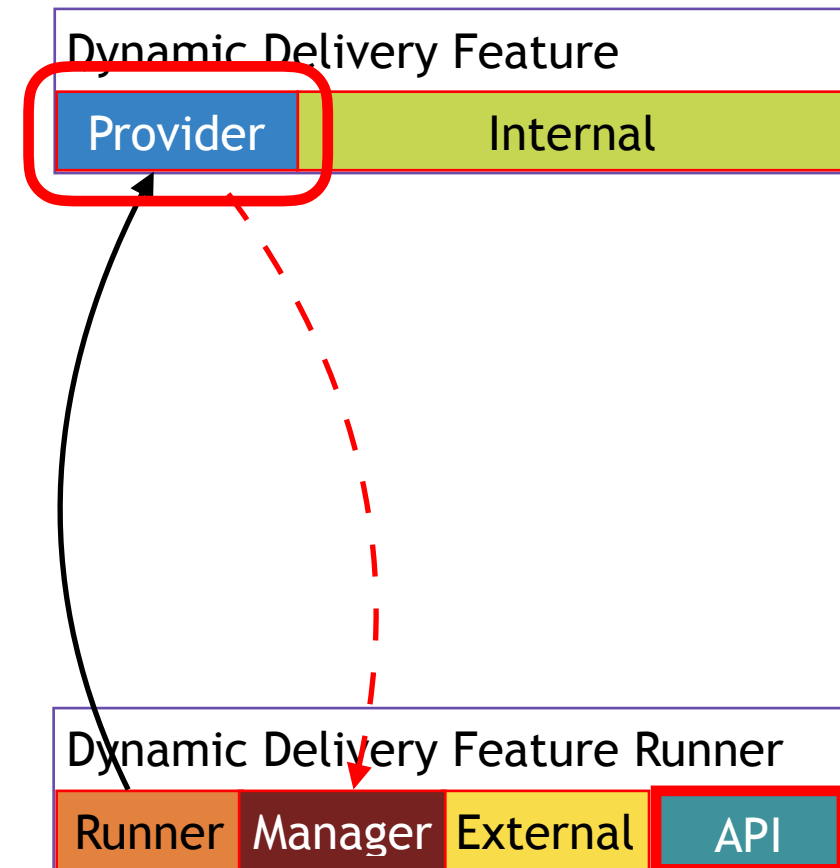 Dynamic Delivery Feature
Provider Internal
Dynamic Delivery Feature Runner
Runner Manager External API